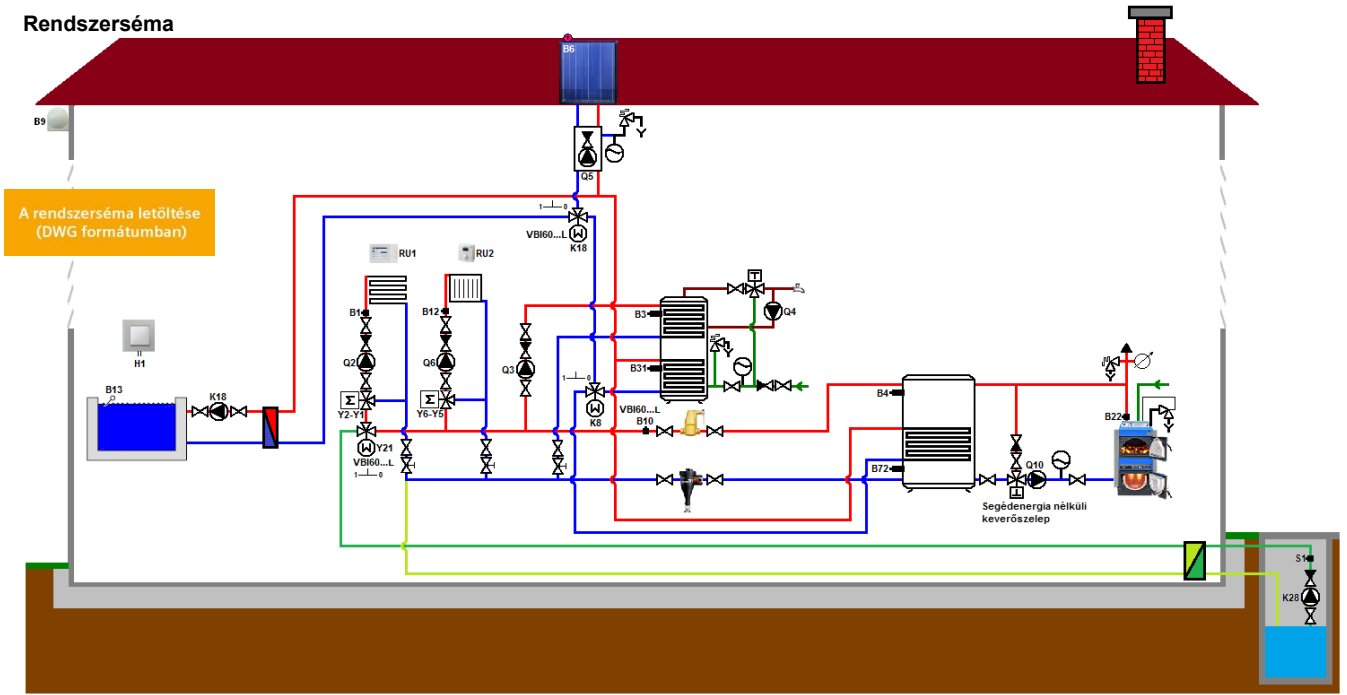 Rendszerséma
B6
B9
Q5
A rendszerséma letöltése
(DWG formátumban)
1 0
VBI60...L
K18
RU1
RU2
B1
B12
B3
Q4
H1
Q2
Q6
Q3
B31
1 0
B13
K18
Y2-Y1
Y6-Y5
K8
VBI60...L
B10
B4
B22
Y21
VBI60...L
1 0
B72
Q10
Segédenergia nélküli
keverőszelep
S1
K28